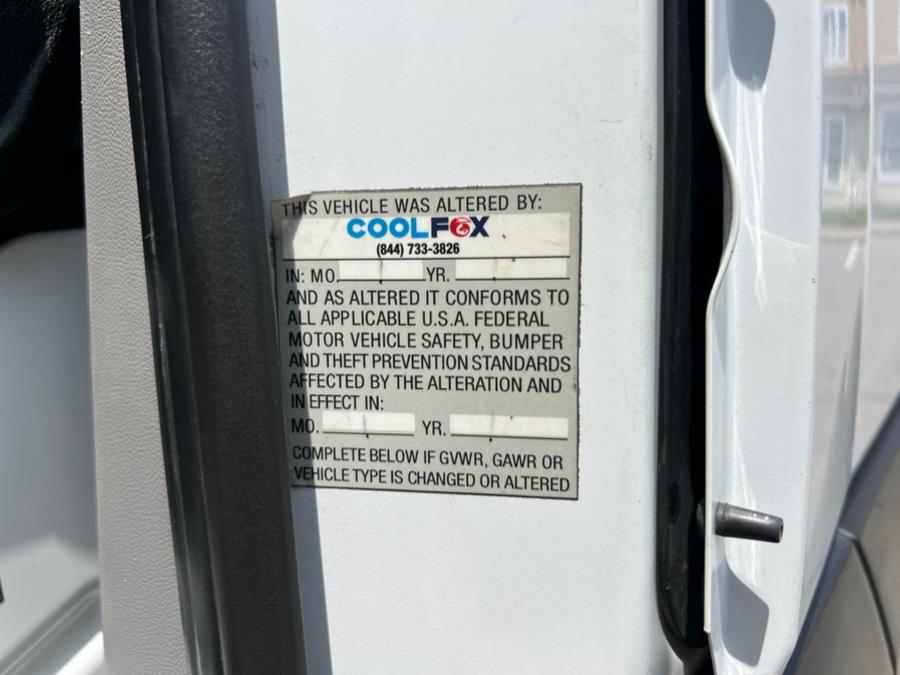 THIS VEHICLE WAS ALTERED BY:
COOLFOX
(844) 733-3826
IN: MO. YR.
AND AS ALTERED IT CONFORMS TO
ALL APPLICABLE U.S.A. FEDERAL
MOTOR VEHICLE SAFETY, BUMPER
AND THEFT PREVENTION STANDARDS
AFFECTED BY THE ALTERATION AND
IN EFFECT IN:
MO. YR.
COMPLETE BELOW IF GVWR, GAWR OR
VEHICLE TYPE IS CHANGED OR ALTERED